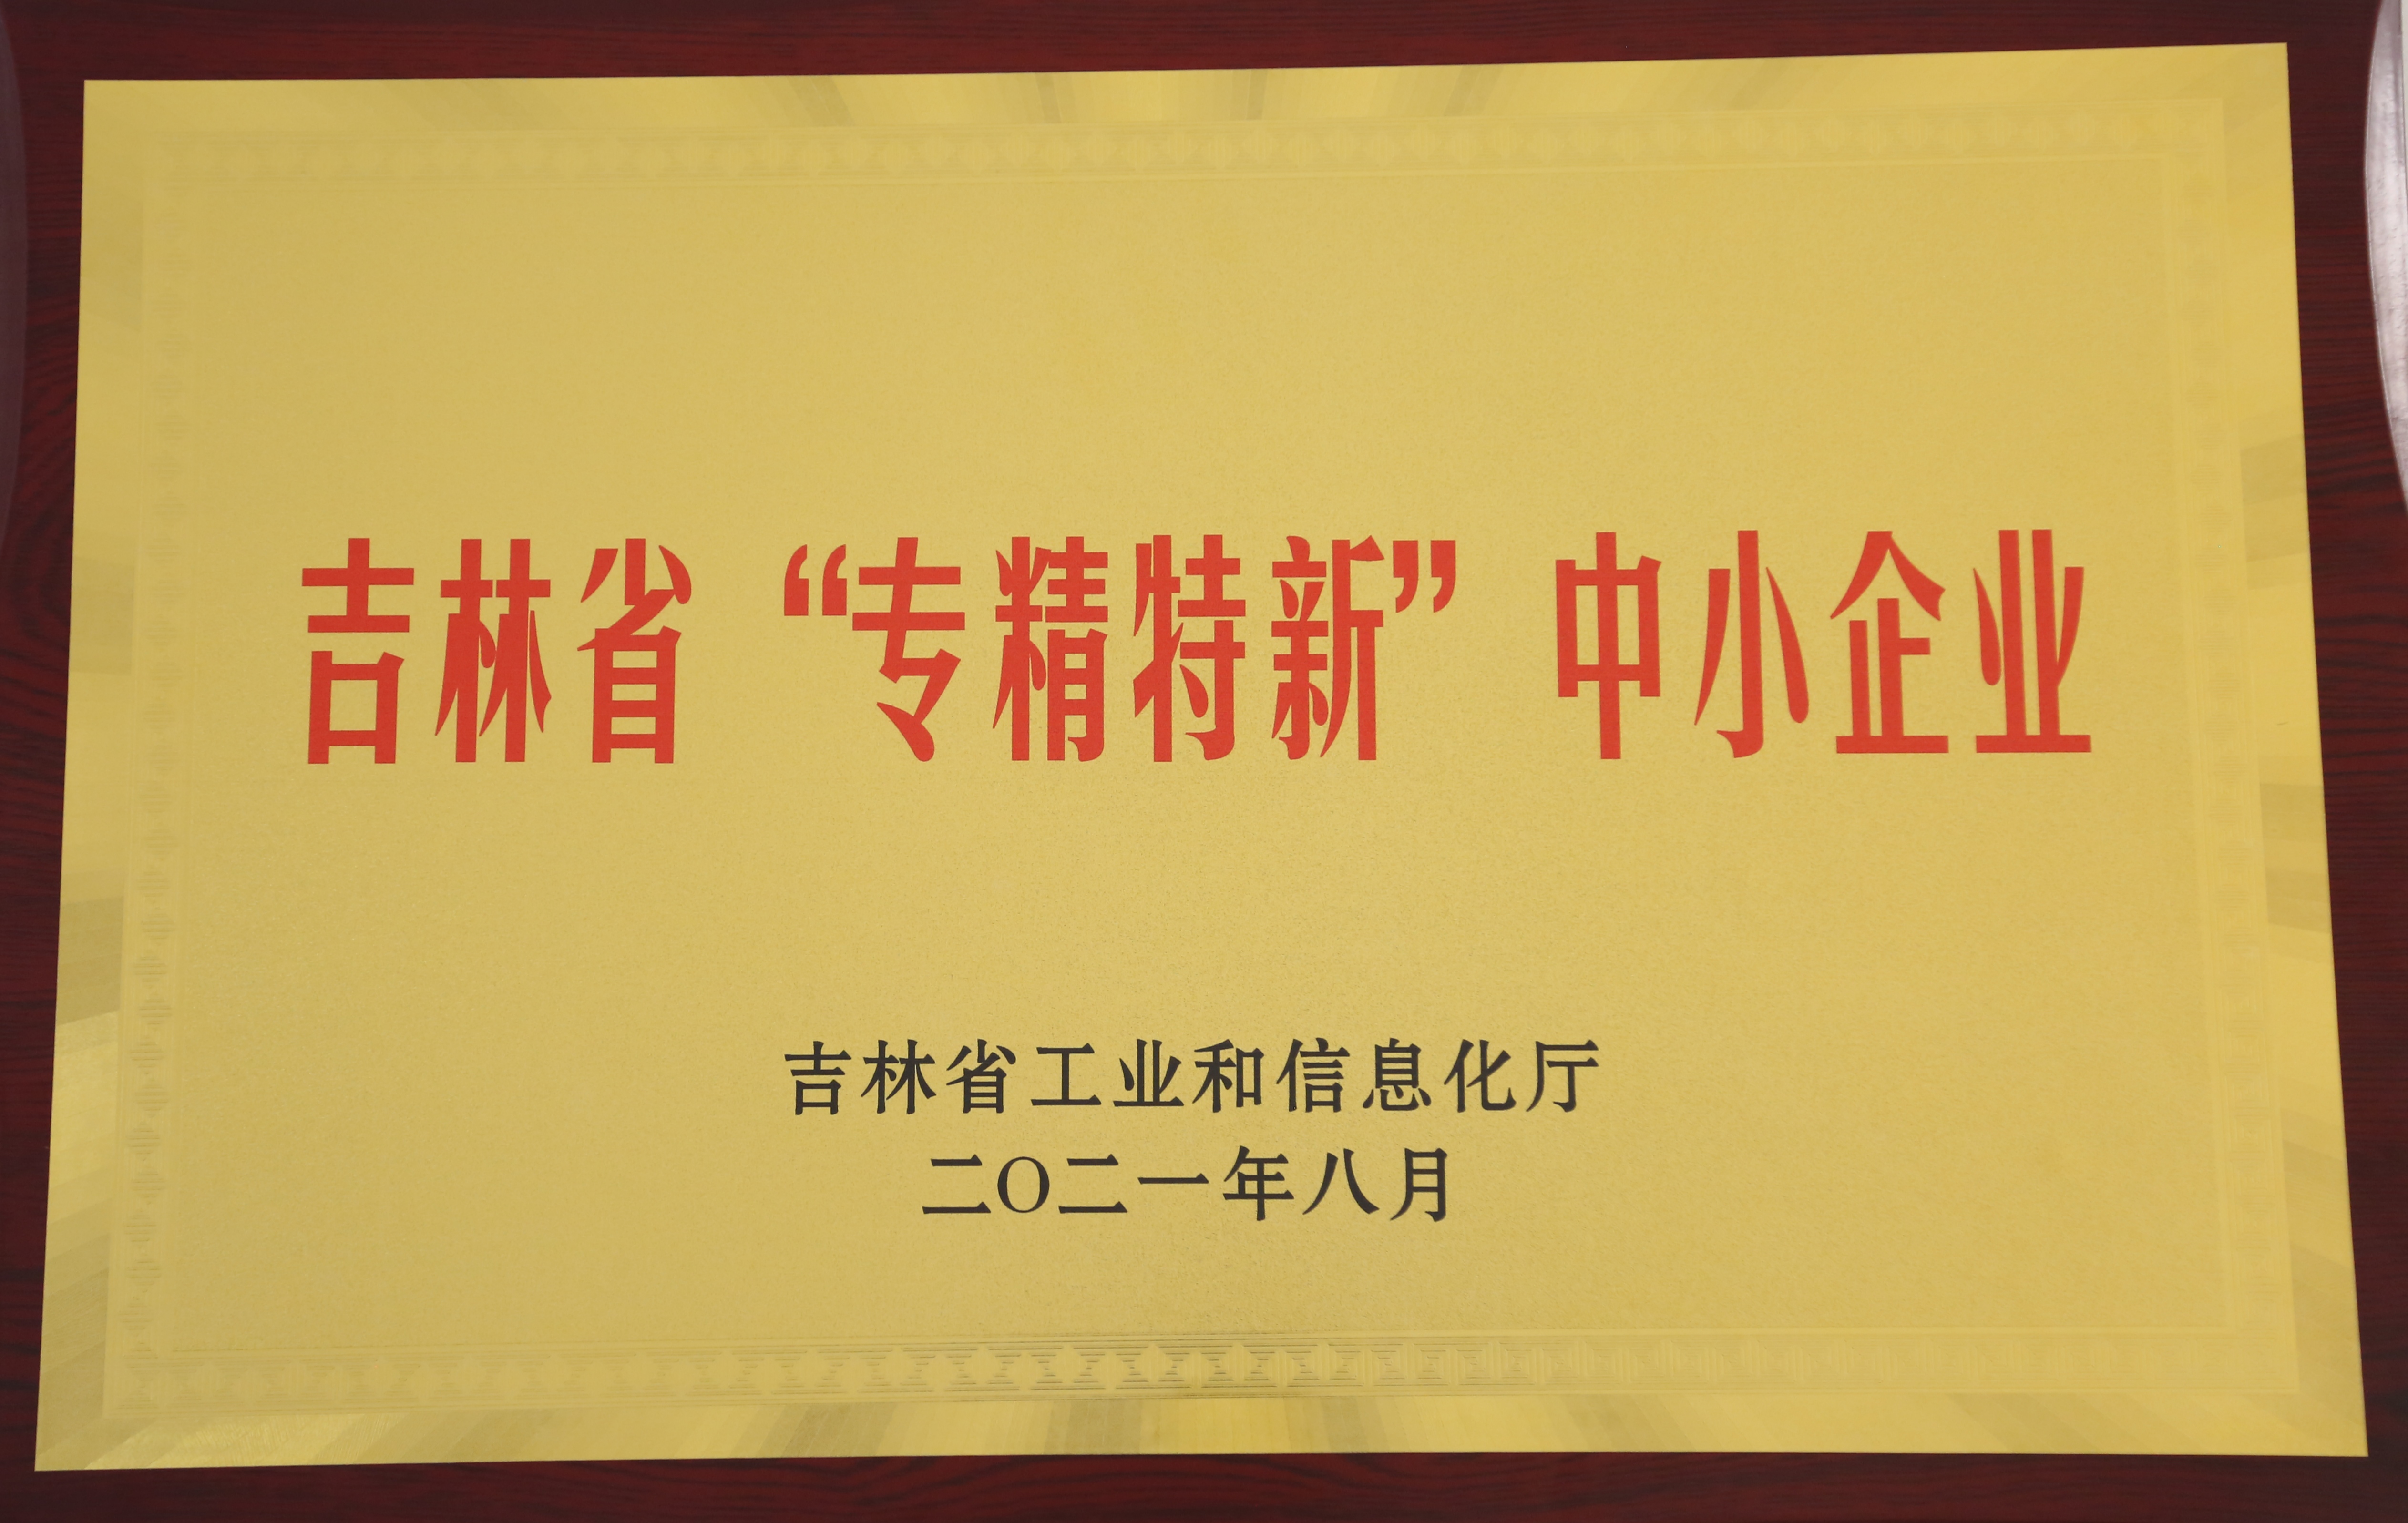 吉林省“专精特新”中小企业
吉林省工业和信息化厅
二O二一年八月